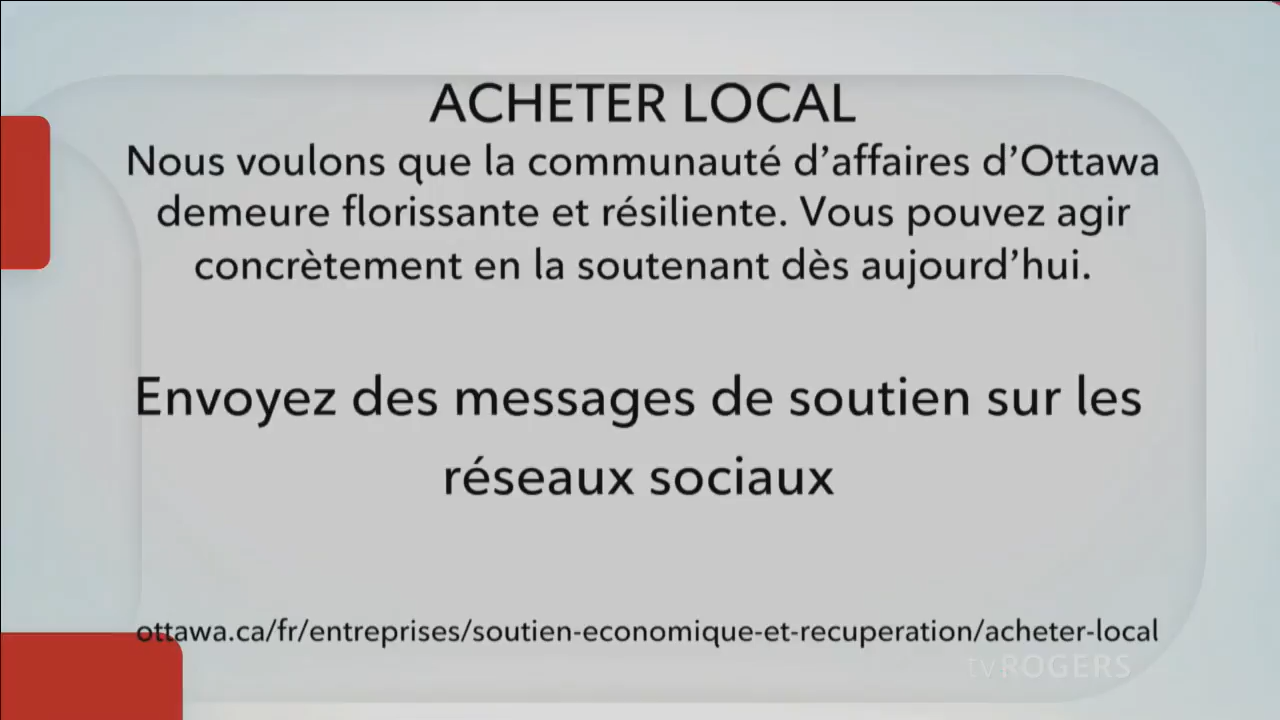 ACHETER LOCAL
Nous voulons que la communauté d’affaires d’Ottawa
demeure florissante et résiliente. Vous pouvez agir
concrètement en la soutenant dès aujourd’hui.
Envoyez des messages de soutien sur les
réseaux sociaux
ottawa.ca/fr/entreprises/soutien-economique-et-recuperation/acheter-local
tvROGERS